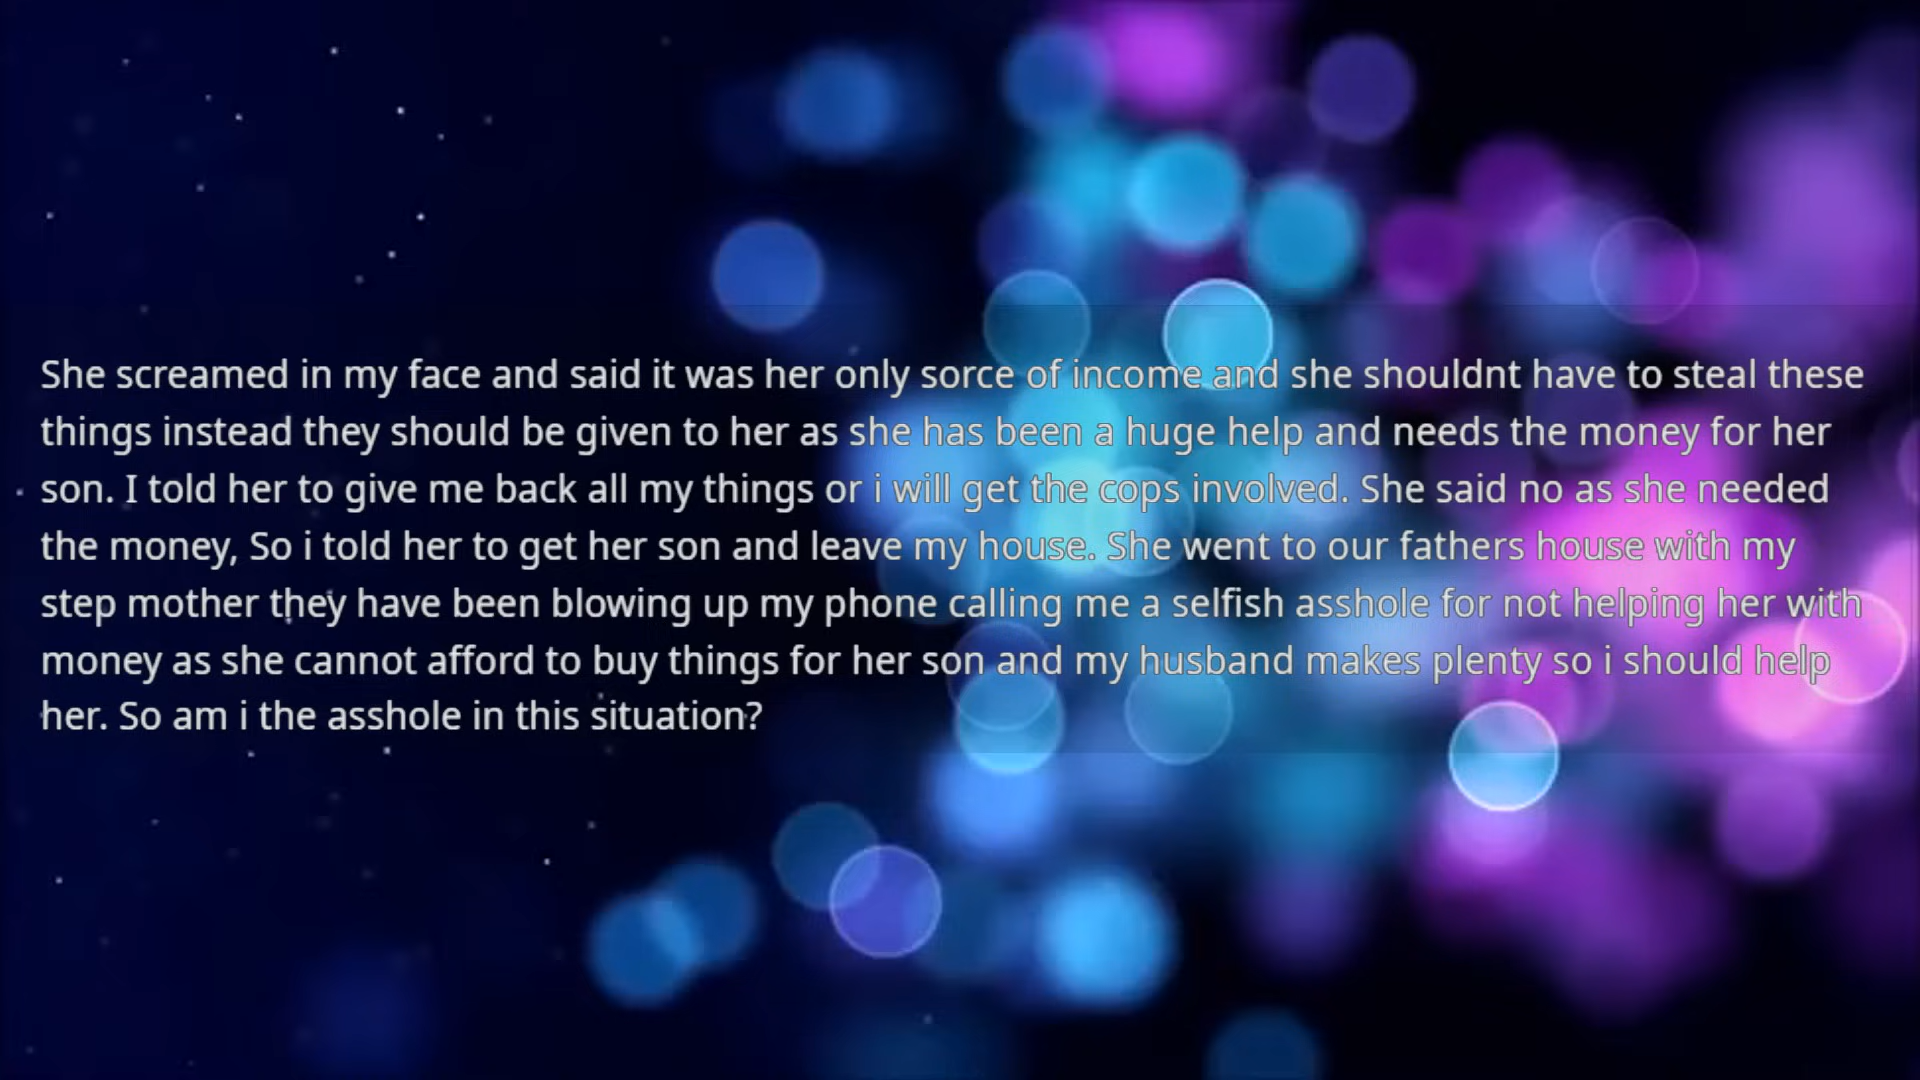 She screamed in my face and said it was her only sorce of income and she shouldnt have to steal these
things instead they should be given to her as she has been a huge help and needs the money for her
son. I told her to give me back all my things or i will get the cops involved. She said no as she needed
the money, So i told her to get her son and leave my house. She went to our fathers house with my
step mother they have been blowing up my phone calling me a selfish asshole for not helping her with
money as she cannot afford to buy things for her son and my husband makes plenty so i should help
her. So am i the asshole in this situation?